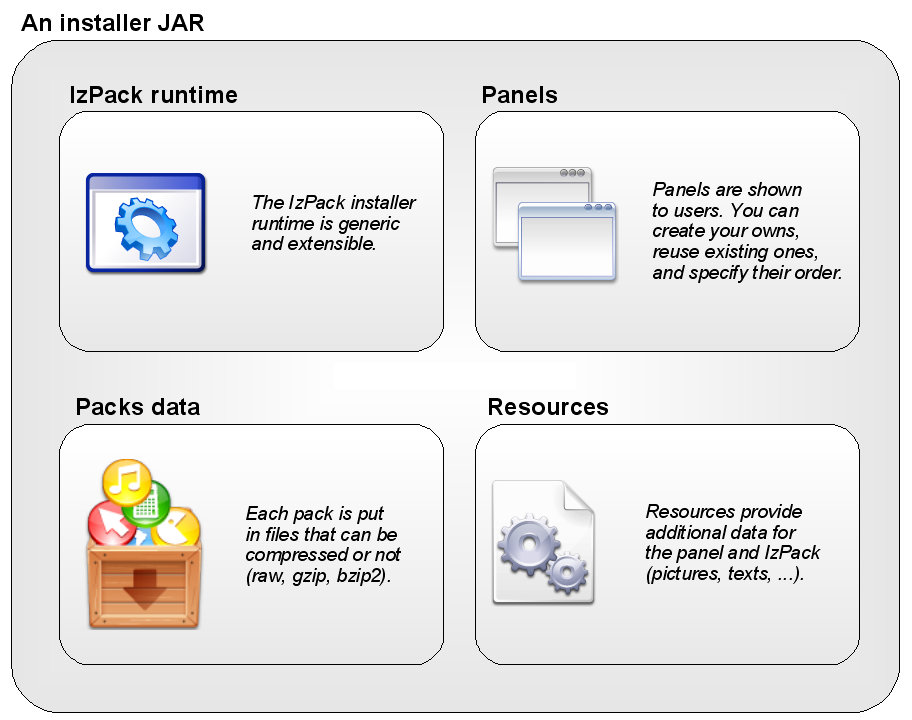 An installer JAR
IzPack runtime
The IzPack installer
runtime is generic
and extensible.
Panels
Panels are shown
to users. You can
create your owns,
reuse existing ones,
and specify their order.
Packs data
Each pack is put
in files that can be
compressed or not
(raw, gzip, bzip2).
Resources
Resources provide
additional data for
the panel and IzPack
(pictures, texts, ...).